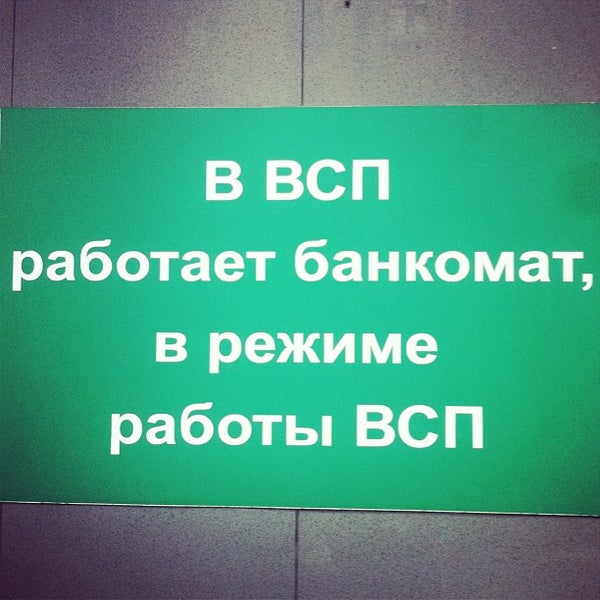 В ВСП
работает банкомат,
в режиме
работы ВСП